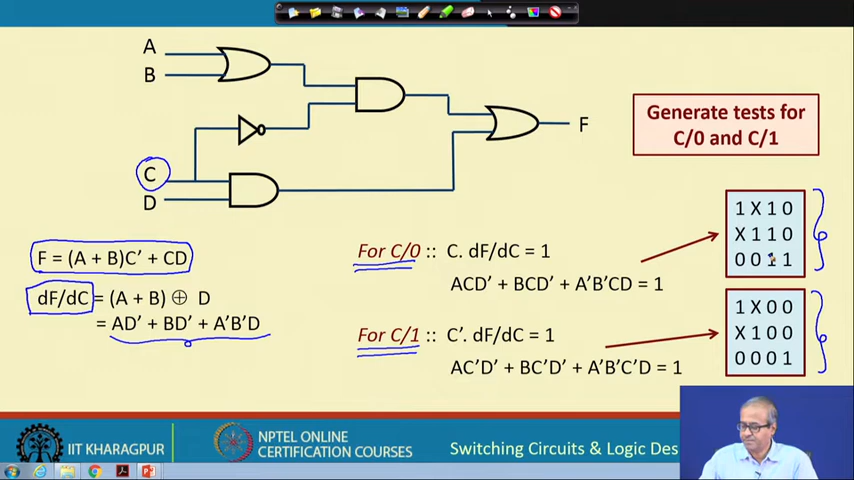 A
B
C
D
F
Generate tests for
C/0 and C/1
F = (A + B)C' + CD
dF/dC = (A + B) ⊕ D
= AD' + BD' + A'B'D
For C/0 :: C. dF/dC = 1
ACD' + BCD' + A'B'CD = 1
For C/1 :: C'. dF/dC = 1
AC'D' + BC'D' + A'B'C'D = 1
1 X 1 0
X 1 1 0
0 0 1 1
1 X 0 0
X 1 0 0
0 0 0 1
IIT KHARAGPUR
NPTEL ONLINE
CERTIFICATION COURSES
Switching Circuits & Logic Des